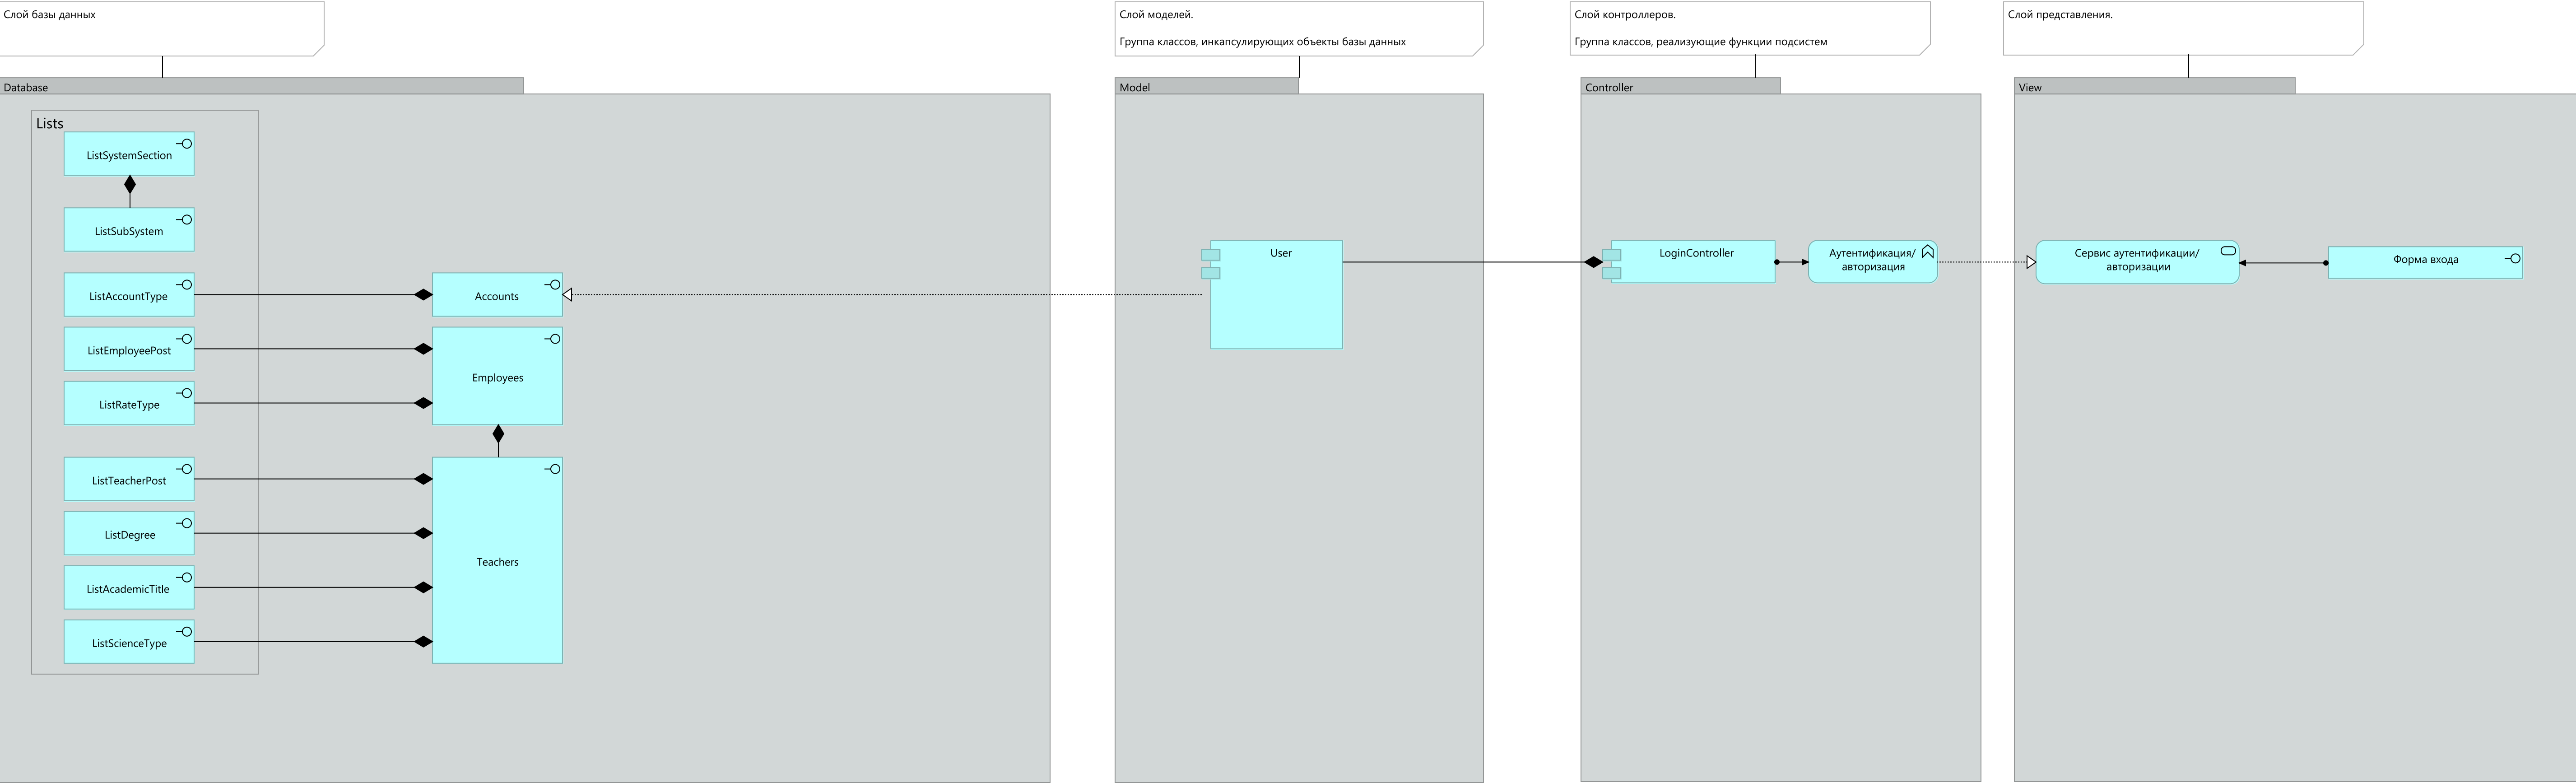 Слой базы данных
Слой моделей.
Группа классов, инкапсулирующих объекты базы данных
Слой контроллеров.
Группа классов, реализующие функции подсистем
Слой представления.
Database
Model
Controller
View
Lists
ListSystemSection
ListSubSystem
ListAccountType
ListEmployeePost
ListRateType
ListTeacherPost
ListDegree
ListAcademicTitle
ListScienceType
Accounts
Employees
Teachers
User
LoginController
Аутентификация/
авторизация
Сервис аутентификации/
авторизации
Форма входа